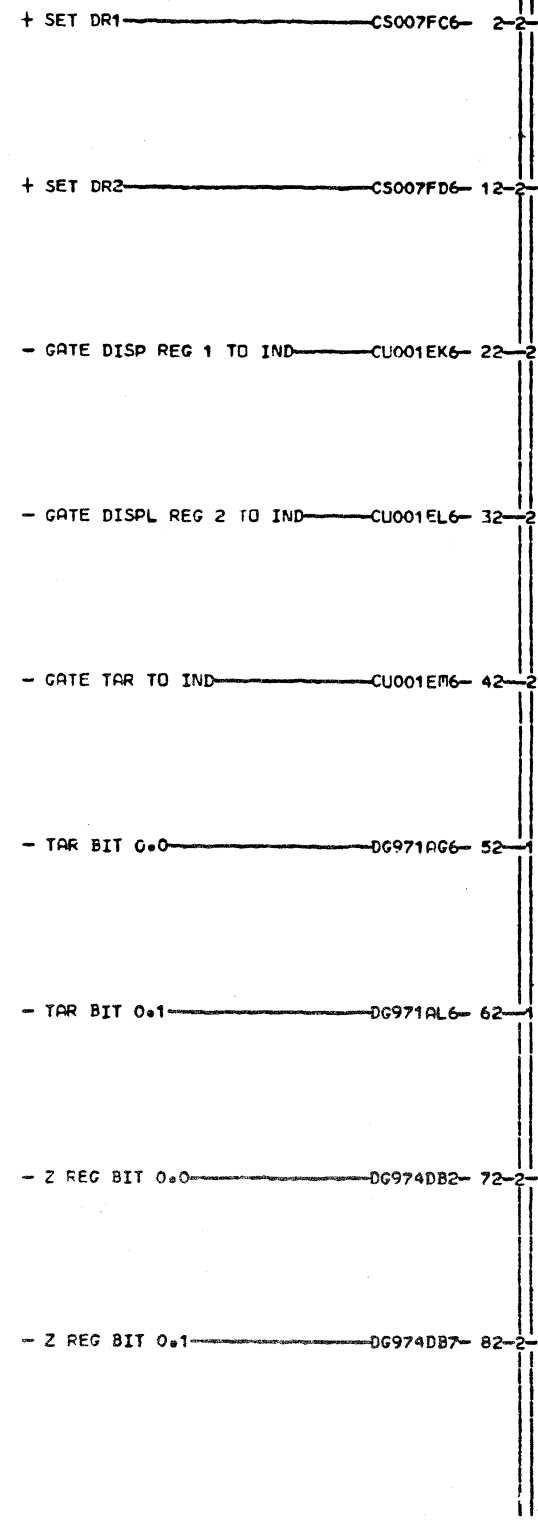 + SET DR1 CS007FC6 2 2
+ SET DR2 CS007FD6 12 2
- GATE DISP REG 1 TO IND CU001EK6 22 2
- GATE DISPL REG 2 TO IND CU001EL6 32 2
- GATE TAR TO IND CU001EM6 42 2
- TAR BIT 0.0 DG971AG6 52 1
- TAR BIT 0.1 DG971AL6 62 1
- Z REG BIT 0.0 DG974DB2 72 2
- Z REG BIT 0.1 DG974DB7 82 2